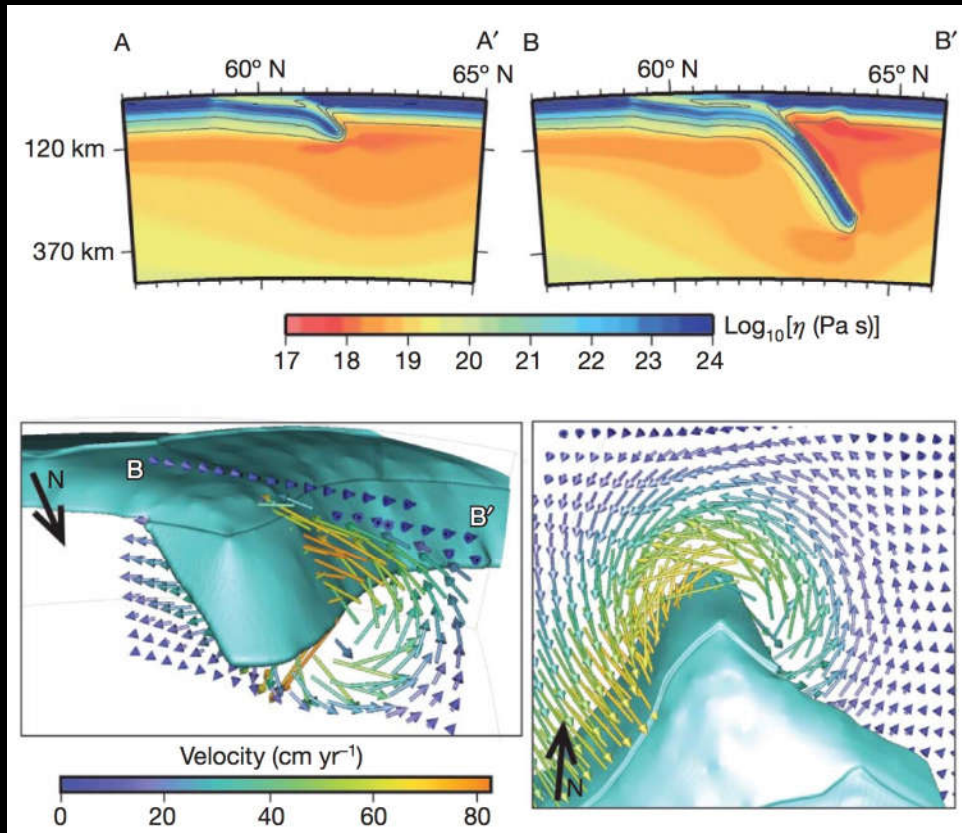 A A′ B B′
60° N 65° N 60° N 65° N
120 km
370 km
17 18 19 20 21 22 23 24 Log₁₀[η (Pa s)]
N B B′
N
Velocity (cm yr⁻¹)
0 20 40 60 80